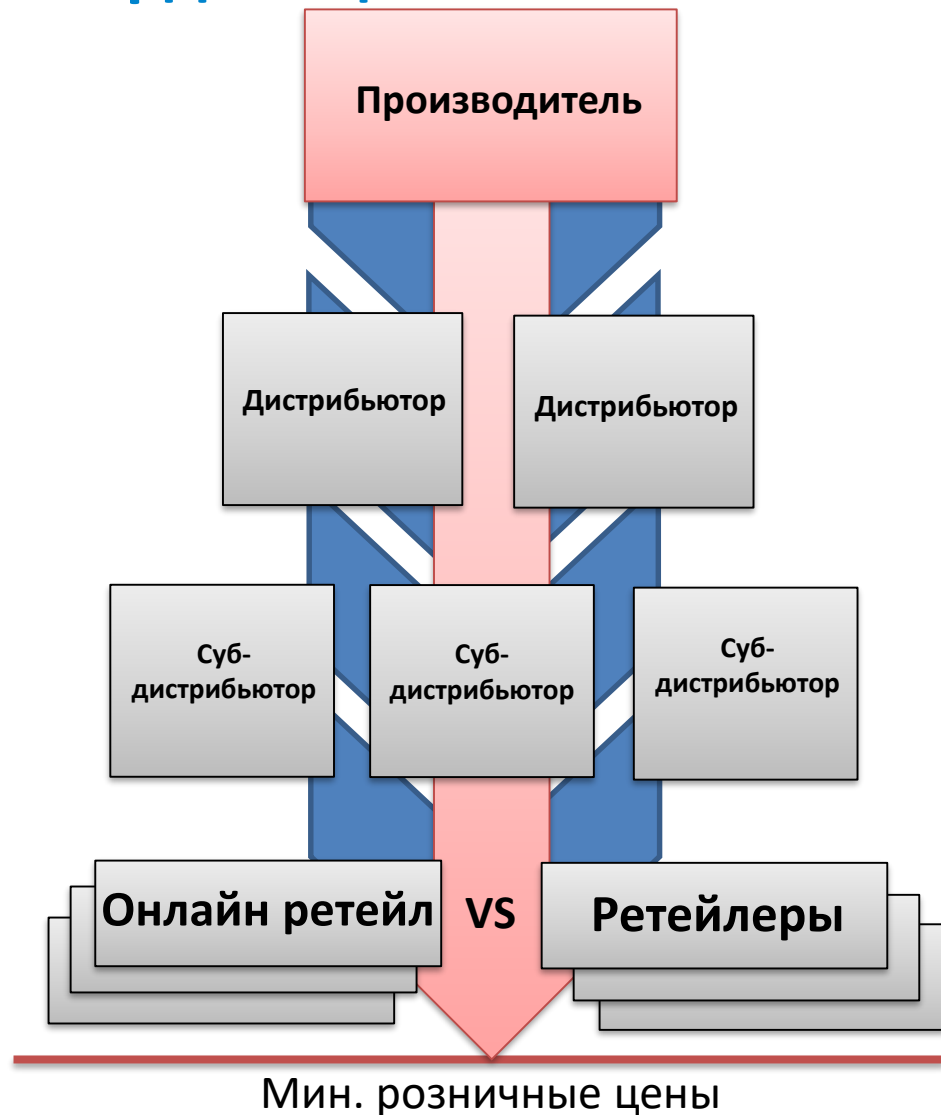 Производитель
Дистрибьютор
Дистрибьютор
Суб-
дистрибьютор
Суб-
дистрибьютор
Суб-
дистрибьютор
Онлайн ретейл
VS
Ретейлеры
Мин. розничные цены